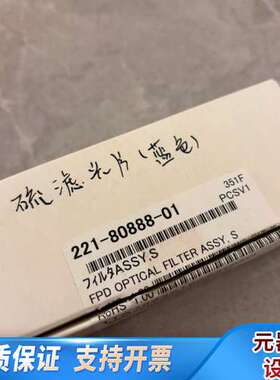 硫滤光片(蓝色)
351F
PCSV1
221-80888-01
フィルタASSY,S
FPD OPTICAL FILTER ASSY, S
元器
质保证 支持开票
设